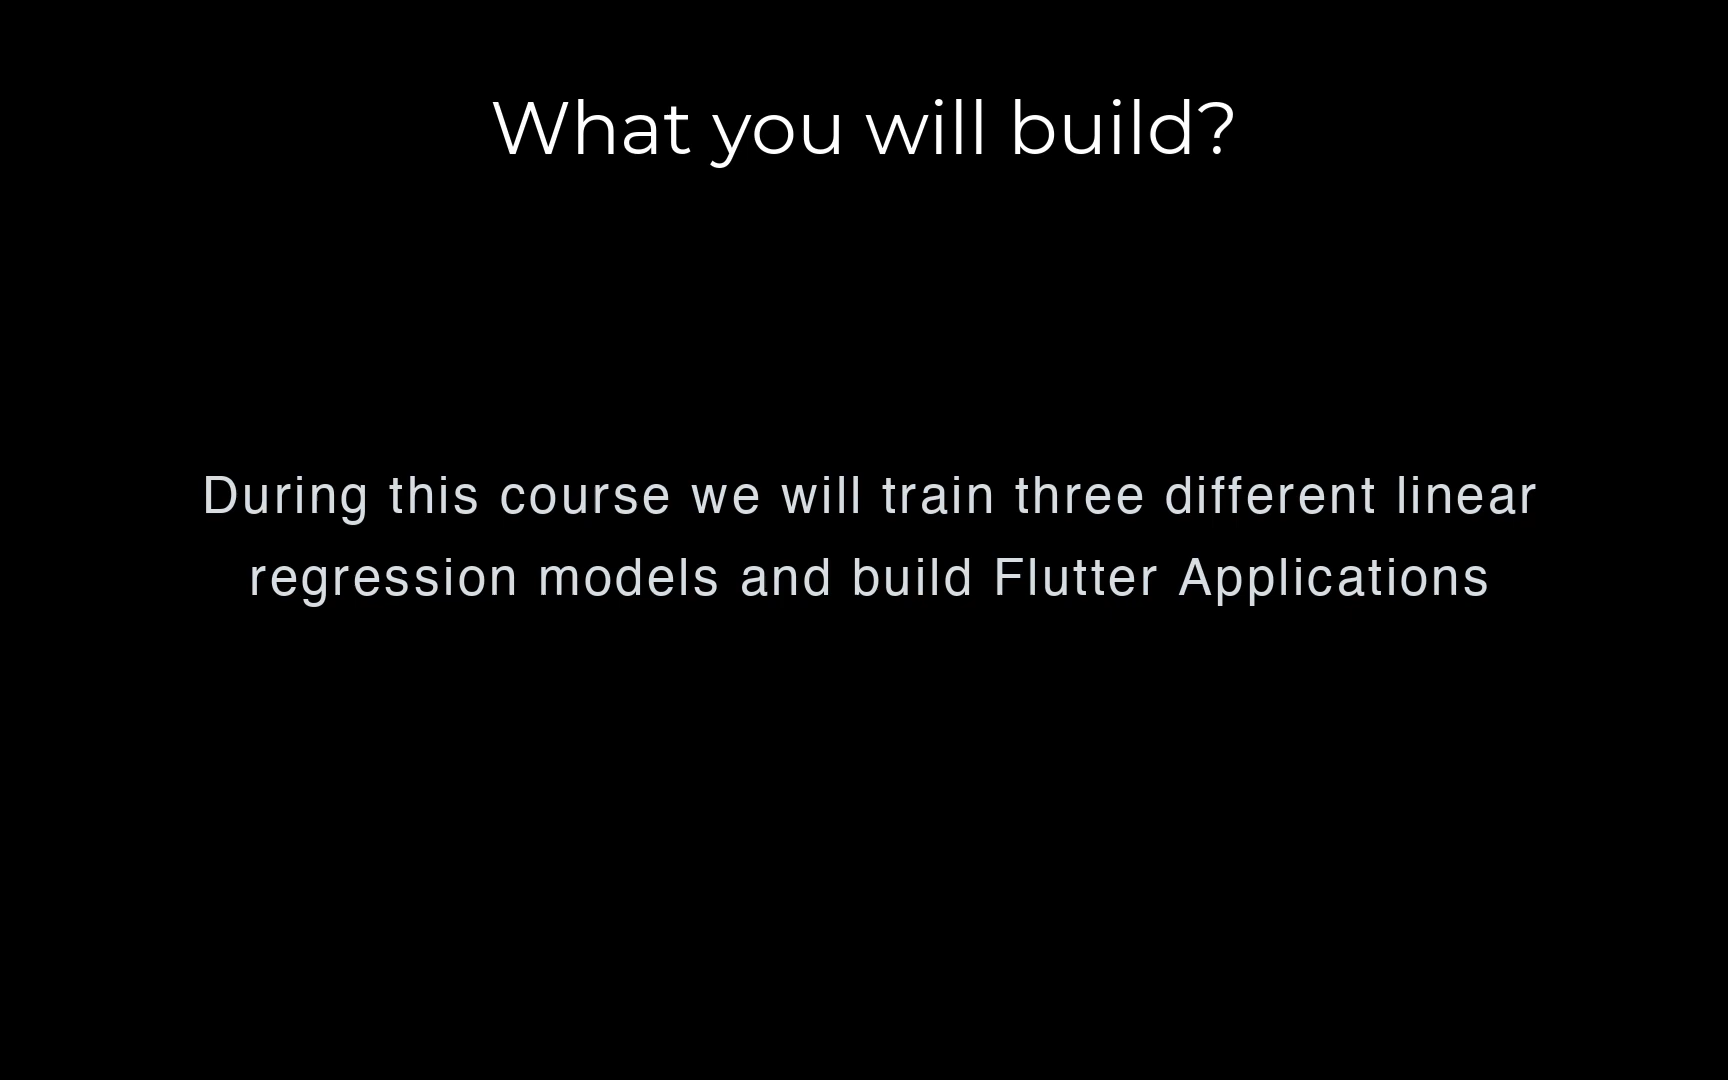 What you will build?
During this course we will train three different linear
regression models and build Flutter Applications